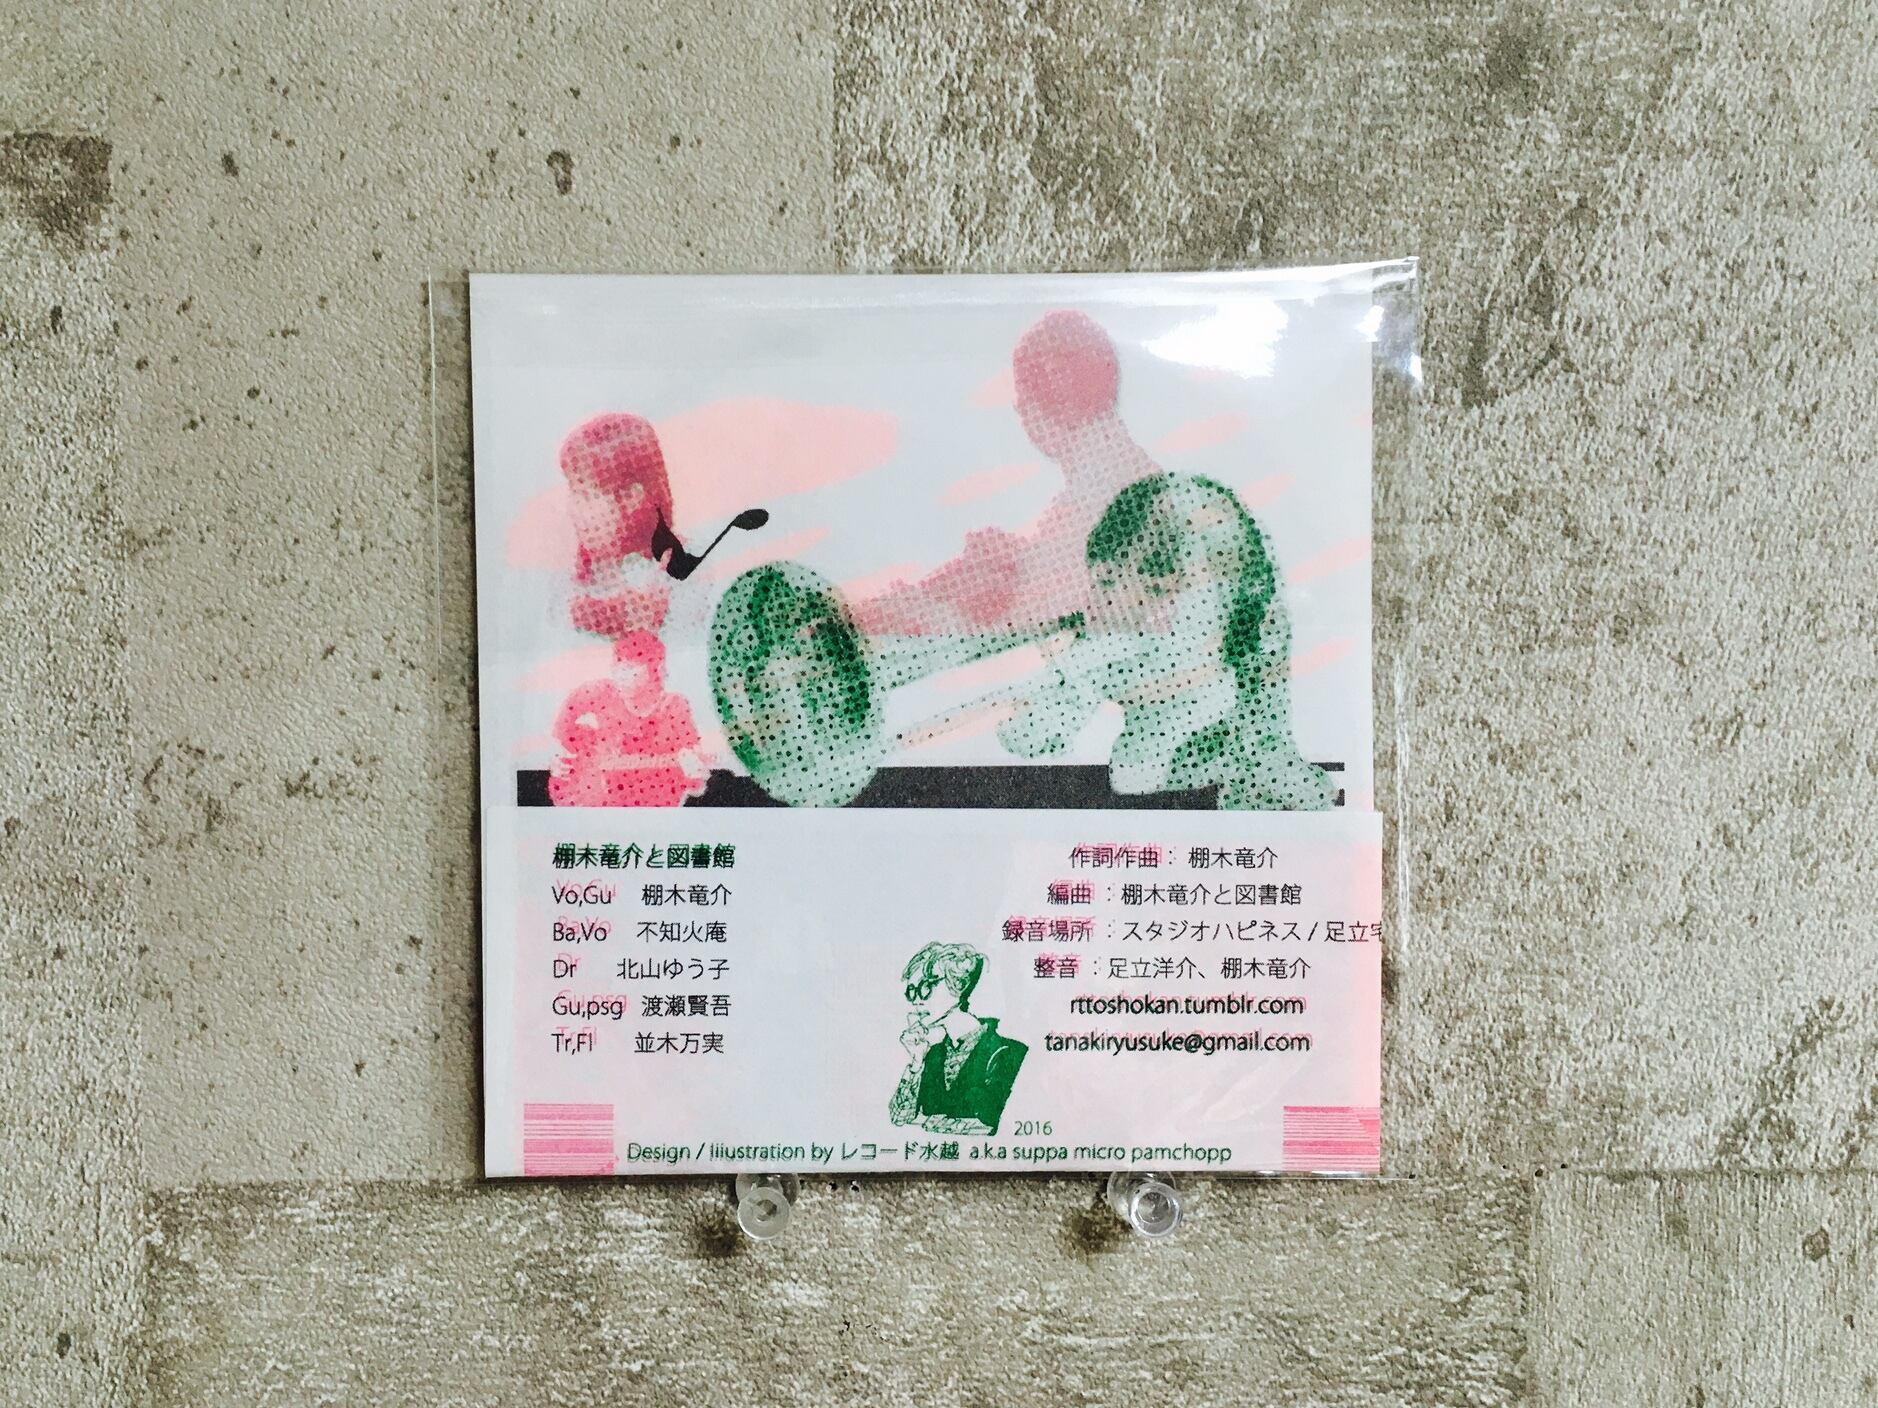 棚木竜介と図書館
Vo,Gu 棚木竜介
Ba,Vo 不知火庵
Dr 北山ゆう子
Gu,psg 渡瀬賢吾
Tr,Fl 並木万実
作詞作曲： 棚木竜介
編曲 ：棚木竜介と図書館
録音場所 ：スタジオハピネス / 足立宅
整音 ：足立洋介、棚木竜介
rttoshokan.tumblr.com
tanakiryusuke@gmail.com
2016
Design / Iiiustration by レコード水越 a.k.a suppa micro pamchopp